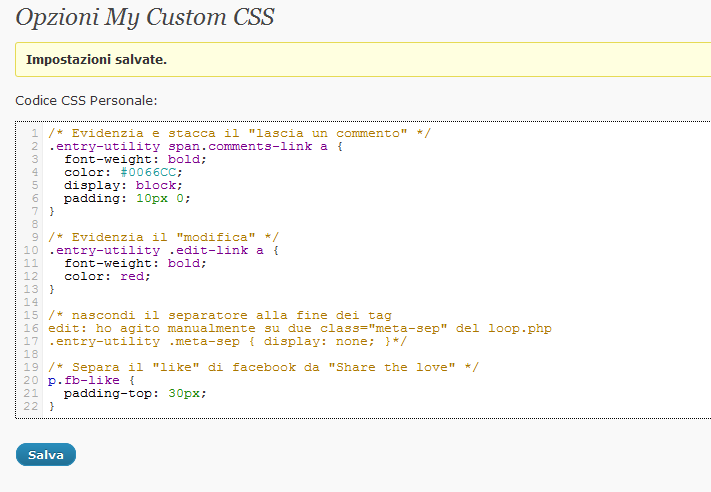 Opzioni My Custom CSS
Impostazioni salvate.
Codice CSS Personale:
1 /* Evidenzia e stacca il "lascia un commento" */
2 .entry-utility span.comments-link a {
3   font-weight: bold;
4   color: #0066CC;
5   display: block;
6   padding: 10px 0;
7 }
8
9 /* Evidenzia il "modifica" */
10 .entry-utility .edit-link a {
11   font-weight: bold;
12   color: red;
13 }
14
15 /* nascondi il separatore alla fine dei tag
16 edit: ho agito manualmente su due class="meta-sep" del loop.php
17 .entry-utility .meta-sep { display: none; }*/
18
19 /* Separa il "like" di facebook da "Share the love" */
20 p.fb-like {
21   padding-top: 30px;
22 }
Salva